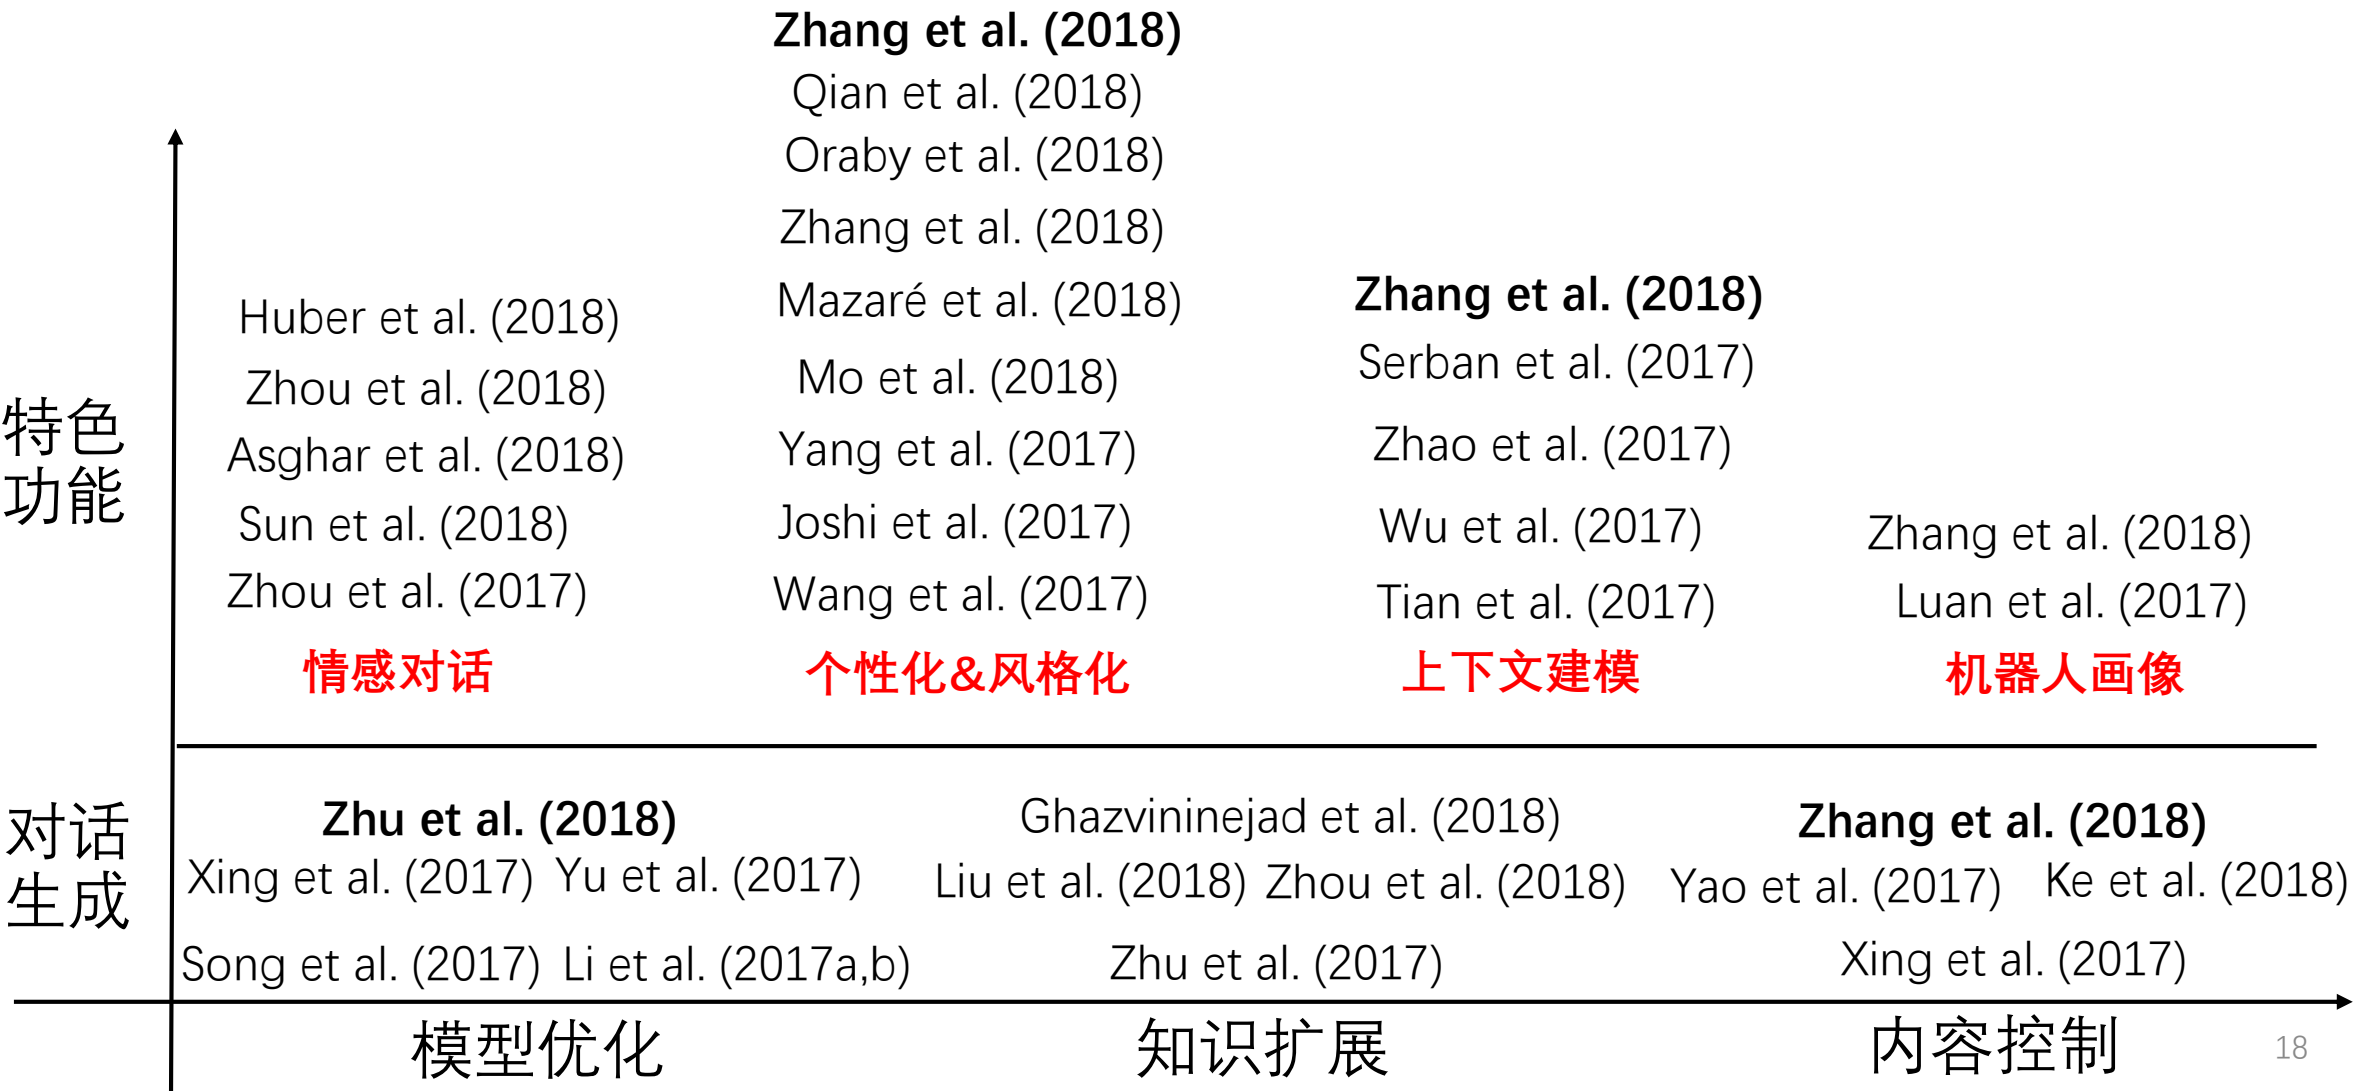 Zhang et al. (2018)
Qian et al. (2018)
Oraby et al. (2018)
Zhang et al. (2018)
Mazaré et al. (2018)
Mo et al. (2018)
Yang et al. (2017)
Joshi et al. (2017)
Wang et al. (2017)
个性化&风格化
Huber et al. (2018)
Zhou et al. (2018)
Asghar et al. (2018)
Sun et al. (2018)
Zhou et al. (2017)
情感对话
Zhang et al. (2018)
Serban et al. (2017)
Zhao et al. (2017)
Wu et al. (2017)
Tian et al. (2017)
上下文建模
Zhang et al. (2018)
Luan et al. (2017)
机器人画像
特色
功能
对话
生成
Zhu et al. (2018)
Xing et al. (2017) Yu et al. (2017)
Song et al. (2017) Li et al. (2017a,b)
Ghazvininejad et al. (2018)
Liu et al. (2018) Zhou et al. (2018)
Zhu et al. (2017)
Zhang et al. (2018)
Yao et al. (2017) Ke et al. (2018)
Xing et al. (2017)
模型优化
知识扩展
内容控制
18